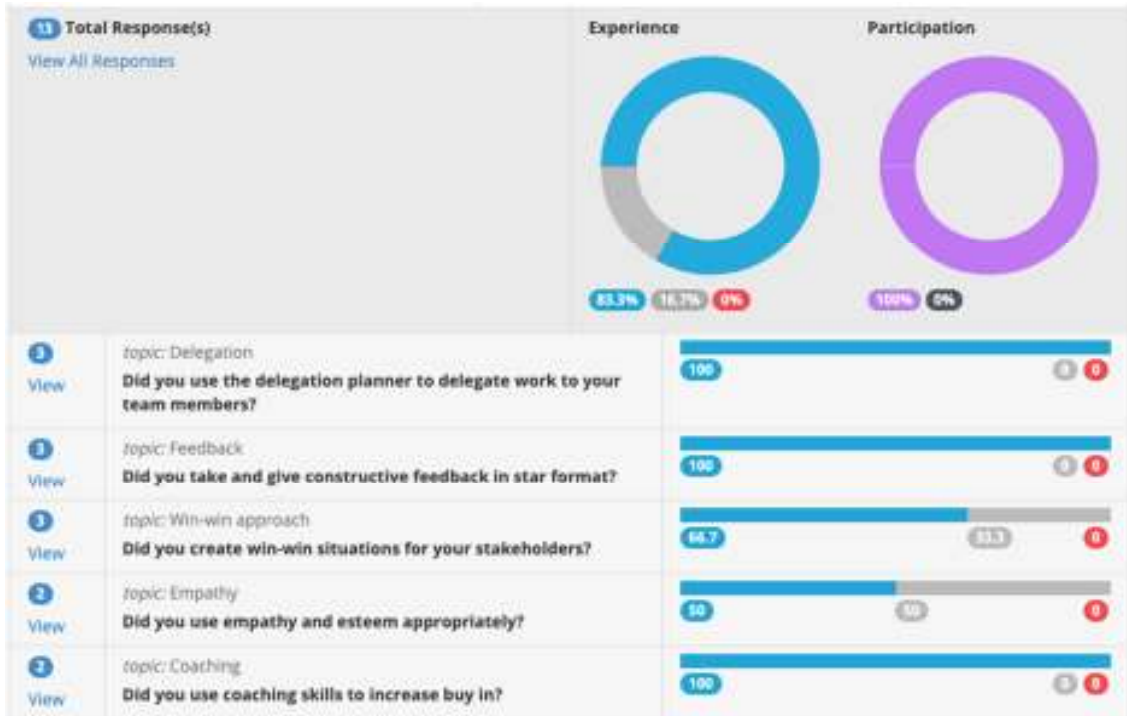 13 Total Response(s)
View All Responses
Experience
Participation
83.3% 16.7% 0%
100% 0%
3
View
topic: Delegation
Did you use the delegation planner to delegate work to your
team members?
100 0 0
3
View
topic: Feedback
Did you take and give constructive feedback in star format?
100 0 0
3
View
topic: Win-win approach
Did you create win-win situations for your stakeholders?
66.7 33.3 0
2
View
topic: Empathy
Did you use empathy and esteem appropriately?
50 50 0
2
View
topic: Coaching
Did you use coaching skills to increase buy in?
100 0 0